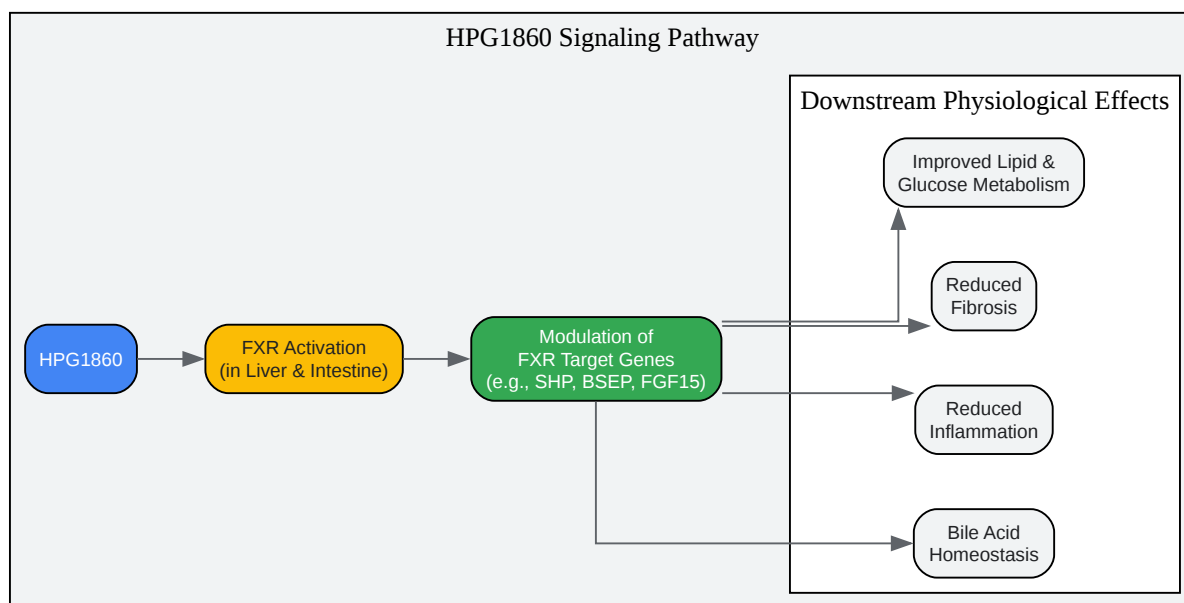 HPG1860 Signaling Pathway
Downstream Physiological Effects
Improved Lipid &
Glucose Metabolism
Reduced
Fibrosis
HPG1860
FXR Activation
(in Liver & Intestine)
Modulation of
FXR Target Genes
(e.g., SHP, BSEP, FGF15)
Reduced
Inflammation
Bile Acid
Homeostasis